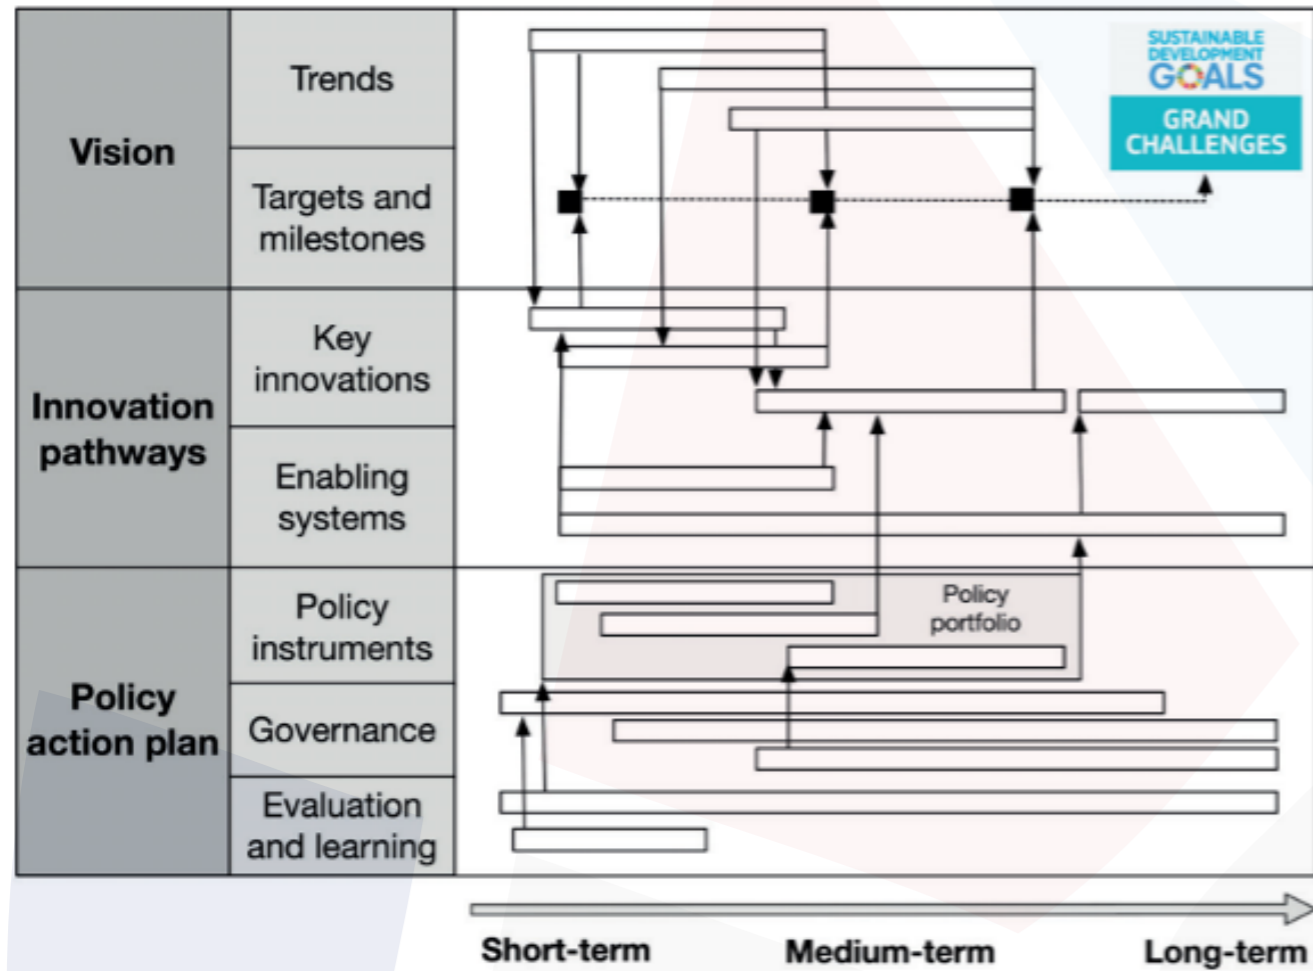 Vision
Trends
Targets and
milestones
SUSTAINABLE
DEVELOPMENT
GOALS
GRAND
CHALLENGES
Innovation
pathways
Key
innovations
Enabling
systems
Policy
action plan
Policy
instruments
Policy
portfolio
Governance
Evaluation
and learning
Short-term
Medium-term
Long-term